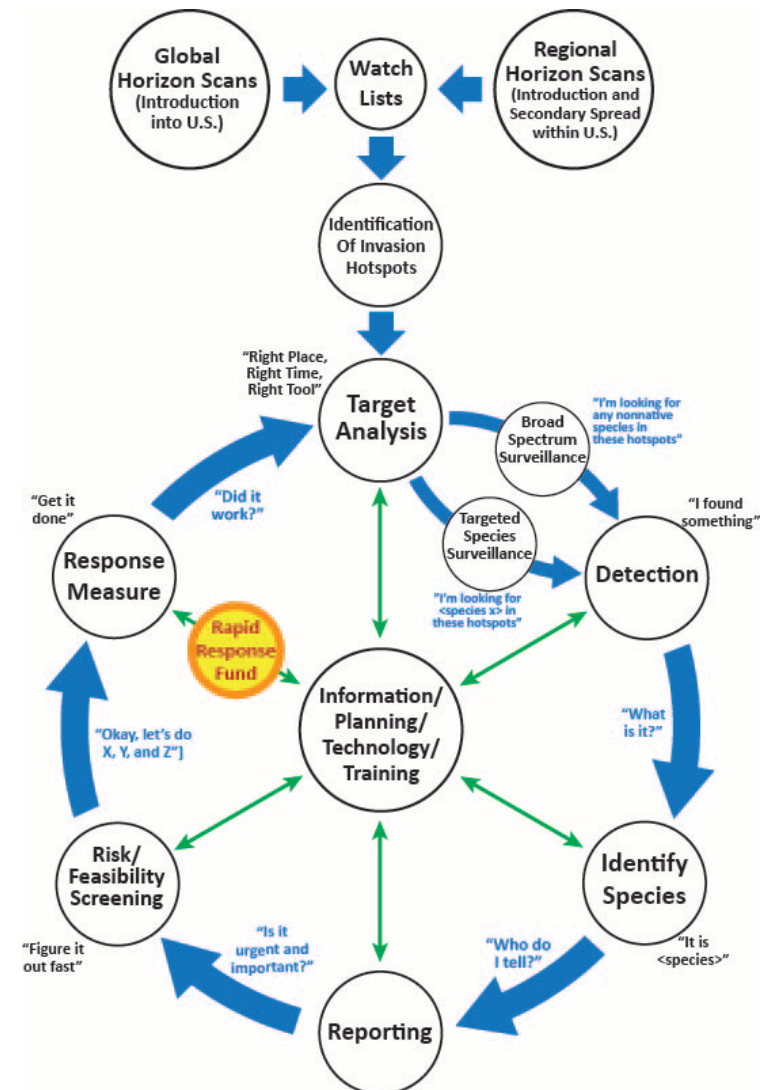 Global
Horizon Scans
(Introduction
into U.S.)
Watch
Lists
Regional
Horizon Scans
(Introduction and
Secondary Spread
within U.S.)
Identification
Of Invasion
Hotspots
“Right Place,
Right Time,
Right Tool”
Target
Analysis
Broad
Spectrum
Surveillance
“I’m looking for
any nonnative
species in
these hotspots”
Targeted
Species
Surveillance
“I’m looking for
<species x> in
these hotspots”
“I found
something”
Detection
“What
is it?”
Identify
Species
“It is
<species>”
“Who do
I tell?”
Reporting
“Is it
urgent and
important?”
Risk/
Feasibility
Screening
“Figure it
out fast”
“Okay, let’s do
X, Y, and Z”]
“Get it
done”
Response
Measure
“Did it
work?”
Rapid
Response
Fund
Information/
Planning/
Technology/
Training